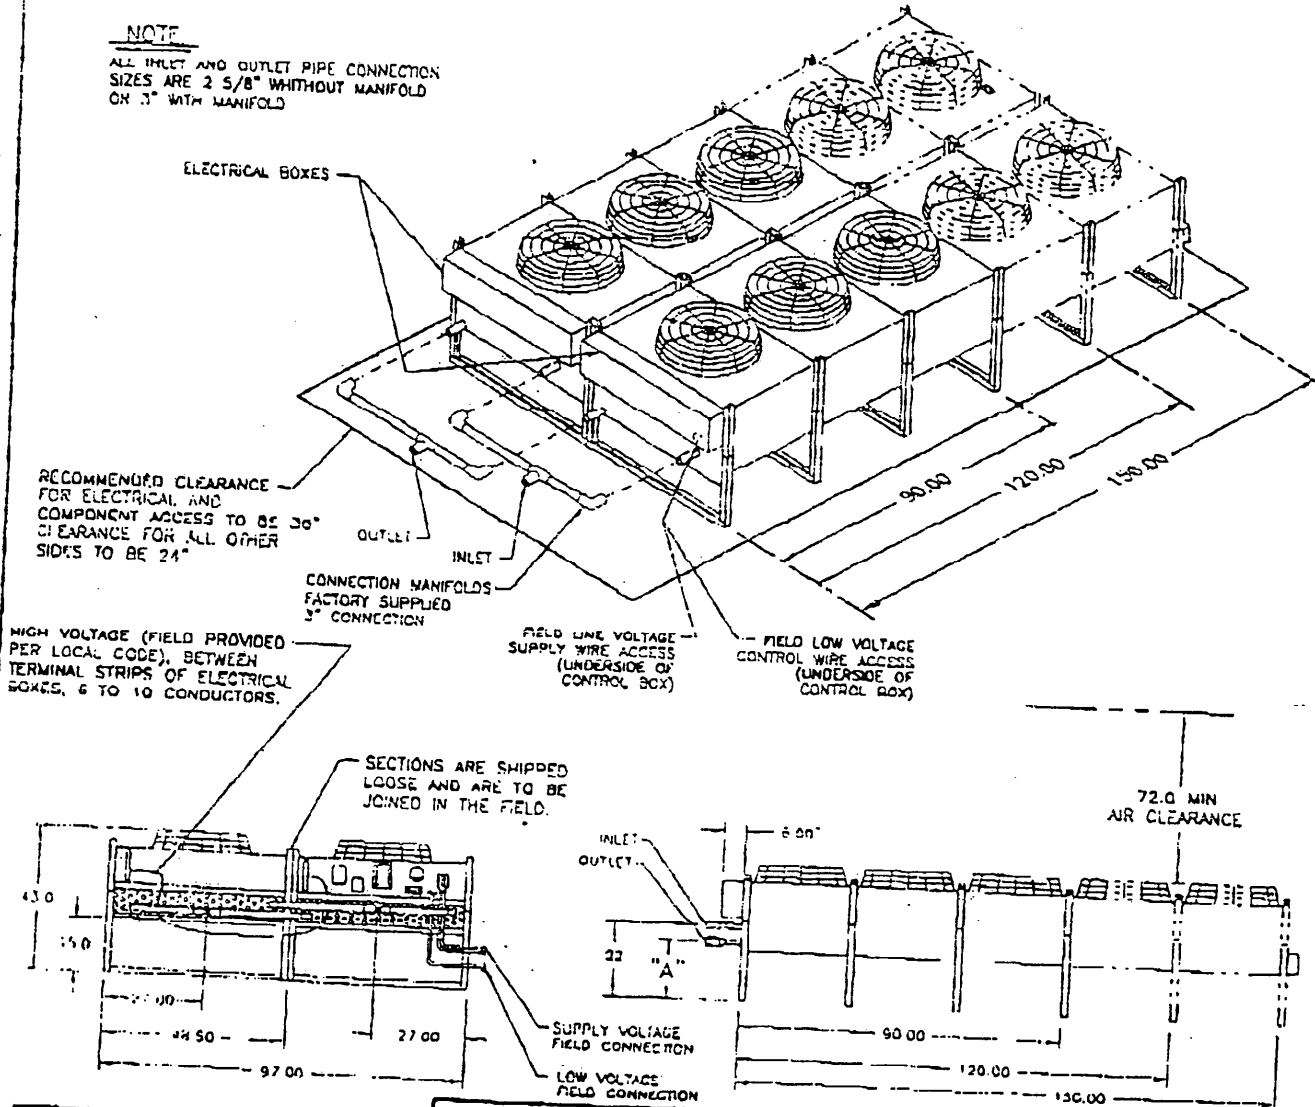 NOTE
ALL INLET AND OUTLET PIPE CONNECTION
SIZES ARE 2 5/8" WHITHOUT MANIFOLD
OR 3" WITH MANIFOLD
ELECTRICAL BOXES
RECOMMENDED CLEARANCE
FOR ELECTRICAL AND
COMPONENT ACCESS TO BE 36"
CLEARANCE FOR ALL OTHER
SIDES TO BE 24"
OUTLET
INLET
CONNECTION MANIFOLDS
FACTORY SUPPLIED
3" CONNECTION
90.00
120.00
150.00
FIELD LINE VOLTAGE
SUPPLY WIRE ACCESS
(UNDERSIDE OF
CONTROL BOX)
FIELD LOW VOLTAGE
CONTROL WIRE ACCESS
(UNDERSIDE OF
CONTROL BOX)
HIGH VOLTAGE (FIELD PROVIDED
PER LOCAL CODE), BETWEEN
TERMINAL STRIPS OF ELECTRICAL
BOXES, 6 TO 10 CONDUCTORS.
SECTIONS ARE SHIPPED
LOOSE AND ARE TO BE
JOINED IN THE FIELD.
43.0
15.0
48.50
27.00
97.00
SUPPLY VOLTAGE
FIELD CONNECTION
LOW VOLTAGE
FIELD CONNECTION
72.0 MIN
AIR CLEARANCE
INLET
OUTLET
6.00"
22
"A"
90.00
120.00
150.00